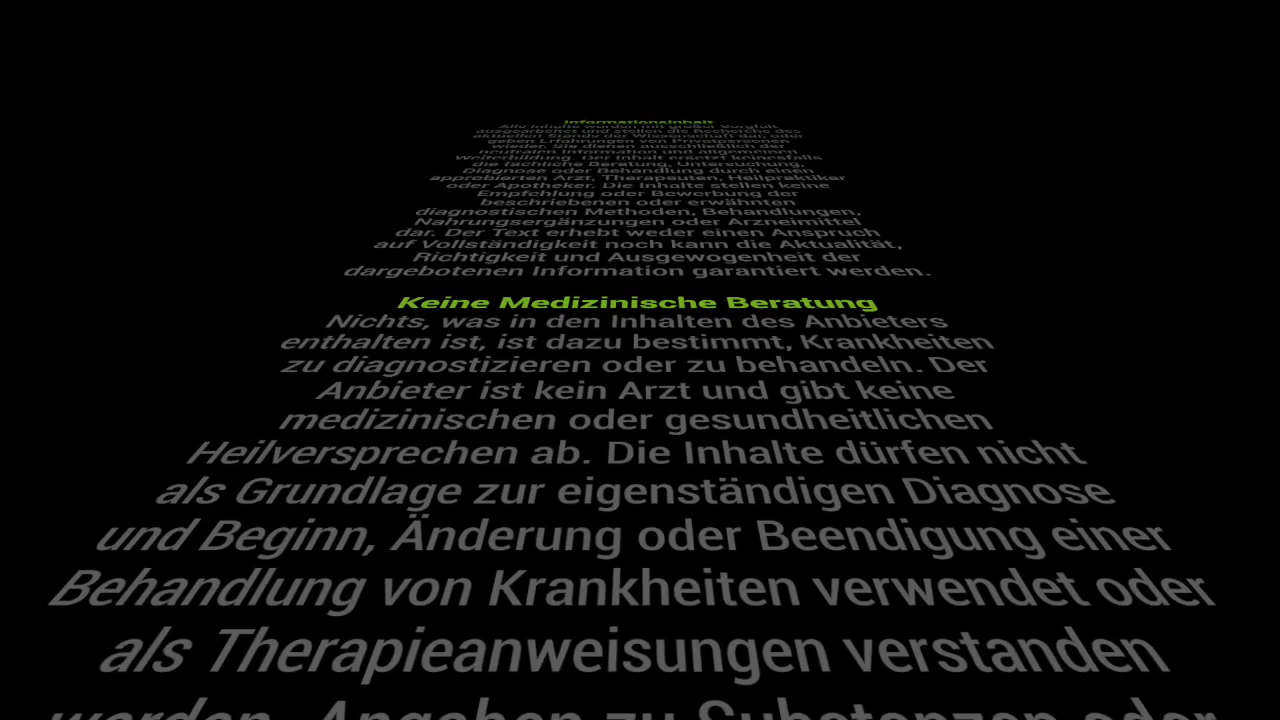 Informationsinhalt
Alle Inhalte wurden mit großer Sorgfalt
ausgearbeitet und stellen die Recherche des
aktuellen Stands der Wissenschaft dar, oder
geben Erfahrungen von Privatpersonen
wieder. Sie dienen ausschließlich der
neutralen Information und allgemeinen
Weiterbildung. Der Inhalt ersetzt keinesfalls
die fachliche Beratung, Untersuchung,
Diagnose oder Behandlung durch einen
approbierten Arzt, Therapeuten, Heilpraktiker
oder Apotheker. Die Inhalte stellen keine
Empfehlung oder Bewerbung der
beschriebenen oder erwähnten
diagnostischen Methoden, Behandlungen,
Nahrungsergänzungen oder Arzneimittel
dar. Der Text erhebt weder einen Anspruch
auf Vollständigkeit noch kann die Aktualität,
Richtigkeit und Ausgewogenheit der
dargebotenen Information garantiert werden.
Keine Medizinische Beratung
Nichts, was in den Inhalten des Anbieters
enthalten ist, ist dazu bestimmt, Krankheiten
zu diagnostizieren oder zu behandeln. Der
Anbieter ist kein Arzt und gibt keine
medizinischen oder gesundheitlichen
Heilversprechen ab. Die Inhalte dürfen nicht
als Grundlage zur eigenständigen Diagnose
und Beginn, Änderung oder Beendigung einer
Behandlung von Krankheiten verwendet oder
als Therapieanweisungen verstanden
werden. Angaben zu Substanzen oder